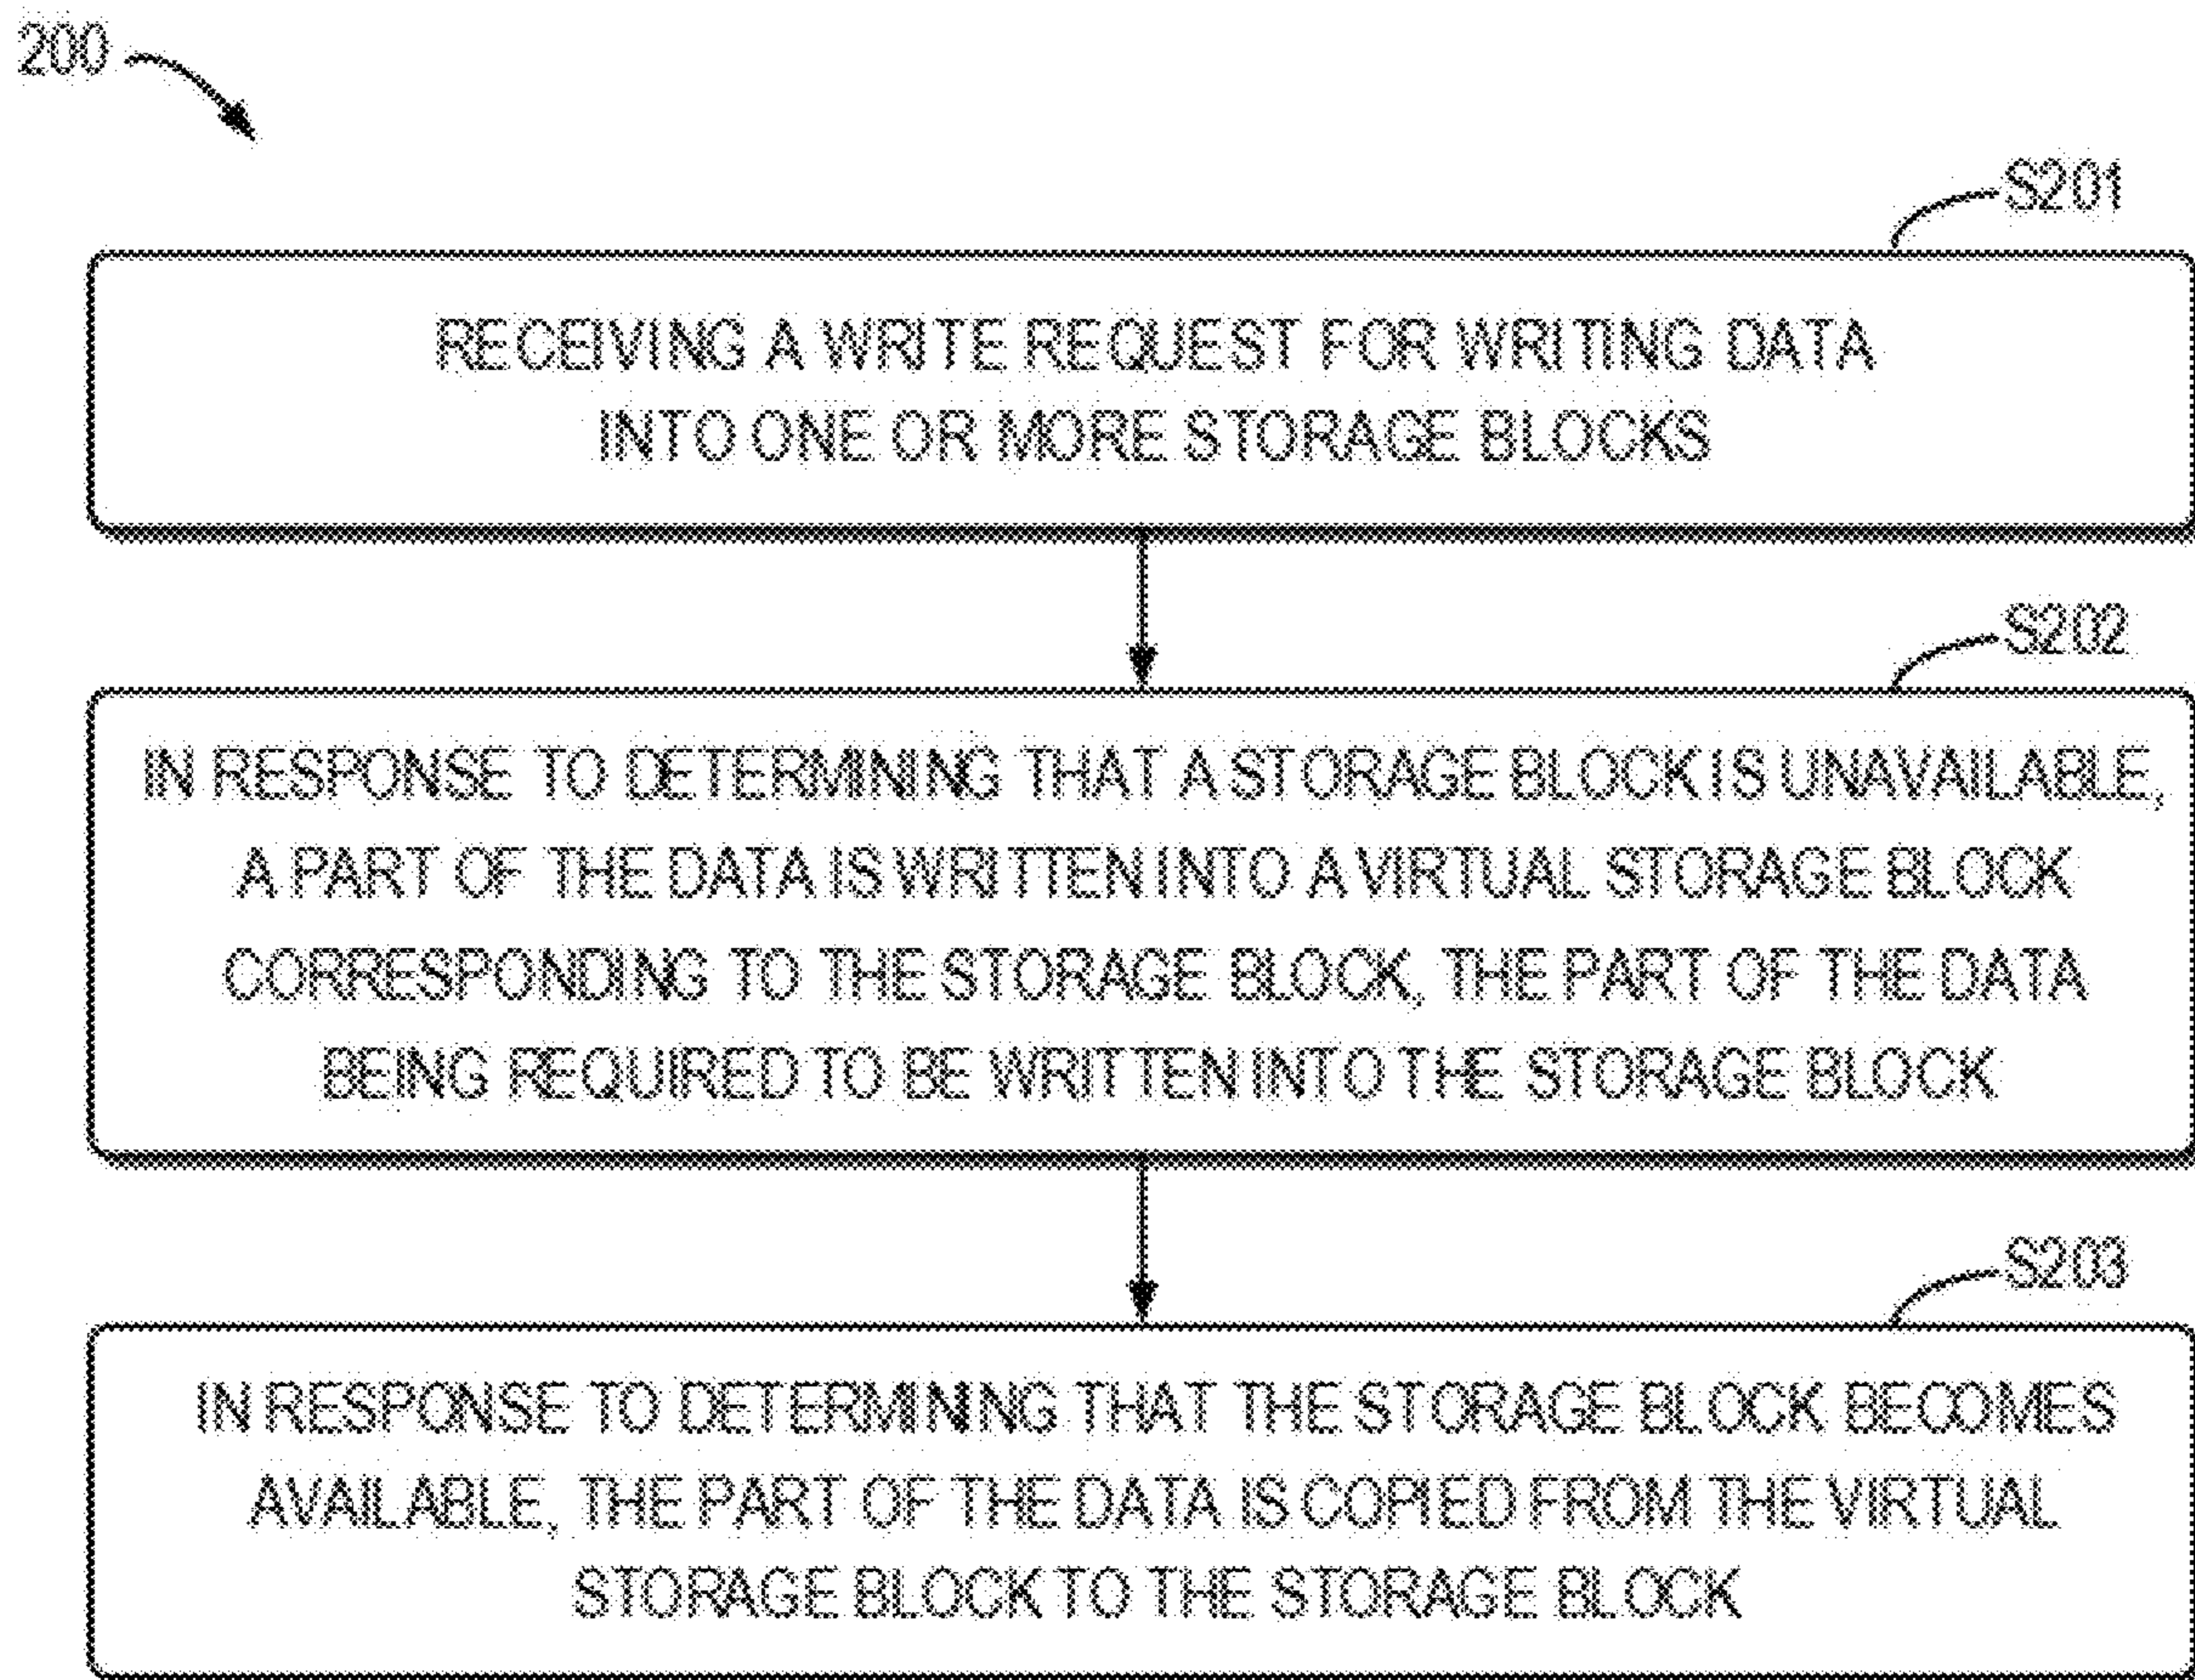 200
S201
RECEIVING A WRITE REQUEST FOR WRITING DATA
INTO ONE OR MORE STORAGE BLOCKS
S202
IN RESPONSE TO DETERMINING THAT A STORAGE BLOCK IS UNAVAILABLE,
A PART OF THE DATA IS WRITTEN INTO A VIRTUAL STORAGE BLOCK
CORRESPONDING TO THE STORAGE BLOCK, THE PART OF THE DATA
BEING REQUIRED TO BE WRITTEN INTO THE STORAGE BLOCK
S203
IN RESPONSE TO DETERMINING THAT THE STORAGE BLOCK BECOMES
AVAILABLE, THE PART OF THE DATA IS COPIED FROM THE VIRTUAL
STORAGE BLOCK TO THE STORAGE BLOCK